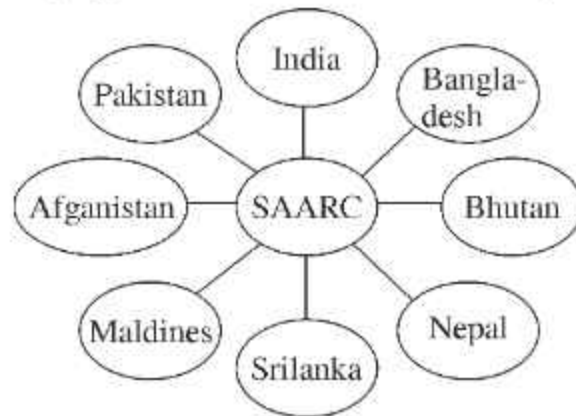 India
Pakistan
Bangla-
desh
Afganistan
SAARC
Bhutan
Maldines
Nepal
Srilanka